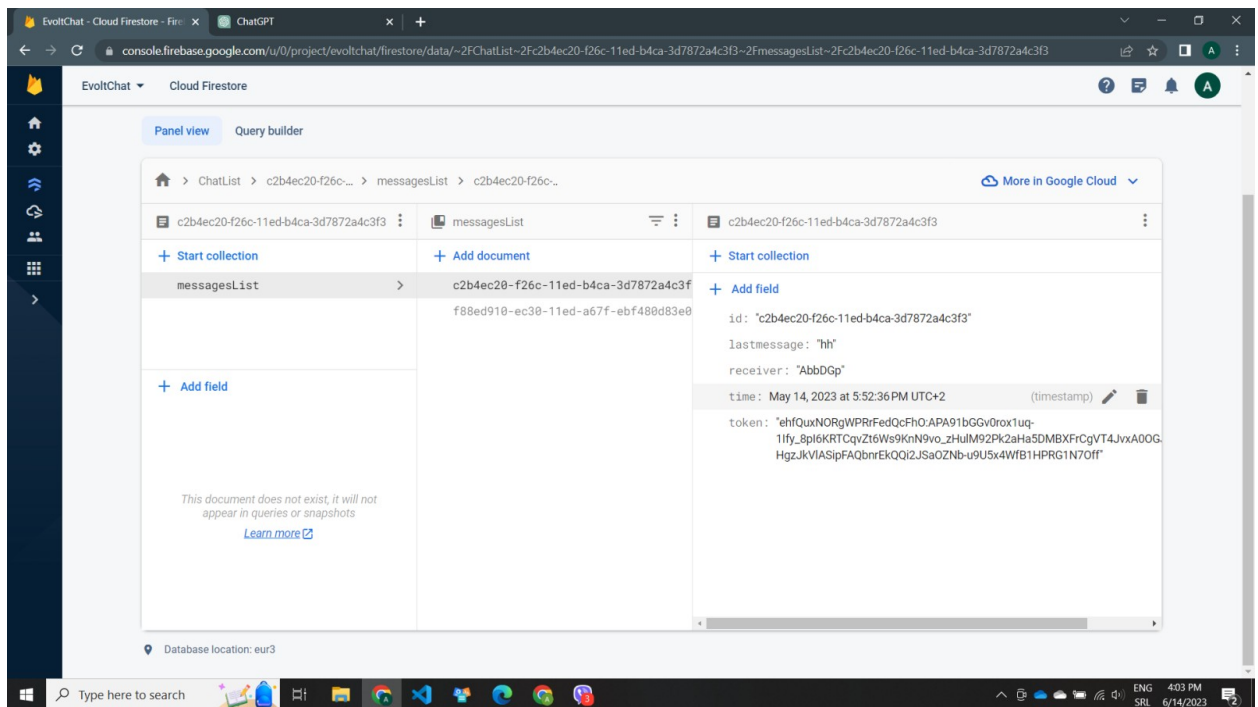 EvoltChat - Cloud Firestore - Fire
ChatGPT
console.firebase.google.com/u/0/project/evoltchat/firestore/data/~2FChatList~2Fc2b4ec20-f26c-11ed-b4ca-3d7872a4c3f3~2FmessagesList~2Fc2b4ec20-f26c-11ed-b4ca-3d7872a4c3f3
A
EvoltChat
Cloud Firestore
A
Panel view
Query builder
ChatList > c2b4ec20-f26c-... > messagesList > c2b4ec20-f26c-..
More in Google Cloud
c2b4ec20-f26c-11ed-b4ca-3d7872a4c3f3
messagesList
c2b4ec20-f26c-11ed-b4ca-3d7872a4c3f3
+ Start collection
+ Add document
+ Start collection
messagesList
c2b4ec20-f26c-11ed-b4ca-3d7872a4c3f
f88ed910-ec30-11ed-a67f-ebf480d83e0
+ Add field
id: "c2b4ec20-f26c-11ed-b4ca-3d7872a4c3f3"
lastmessage: "hh"
receiver: "AbbDGp"
time: May 14, 2023 at 5:52:36 PM UTC+2
(timestamp)
token: "ehfQuxNORgWPRrFedQcFhO:APA91bGGv0rox1uq-
1Ify_8pI6KRTCqvZt6Ws9KnN9vo_zHulM92Pk2aHa5DMBXFrCgVT4JvxA0OG.
HgzJkVlASipFAQbnrEkQQi2JSaOZNb-u9U5x4WfB1HPRG1N7Off"
+ Add field
This document does not exist, it will not
appear in queries or snapshots
Learn more
Database location: eur3
Type here to search
ENG
SRL
4:03 PM
6/14/2023
2